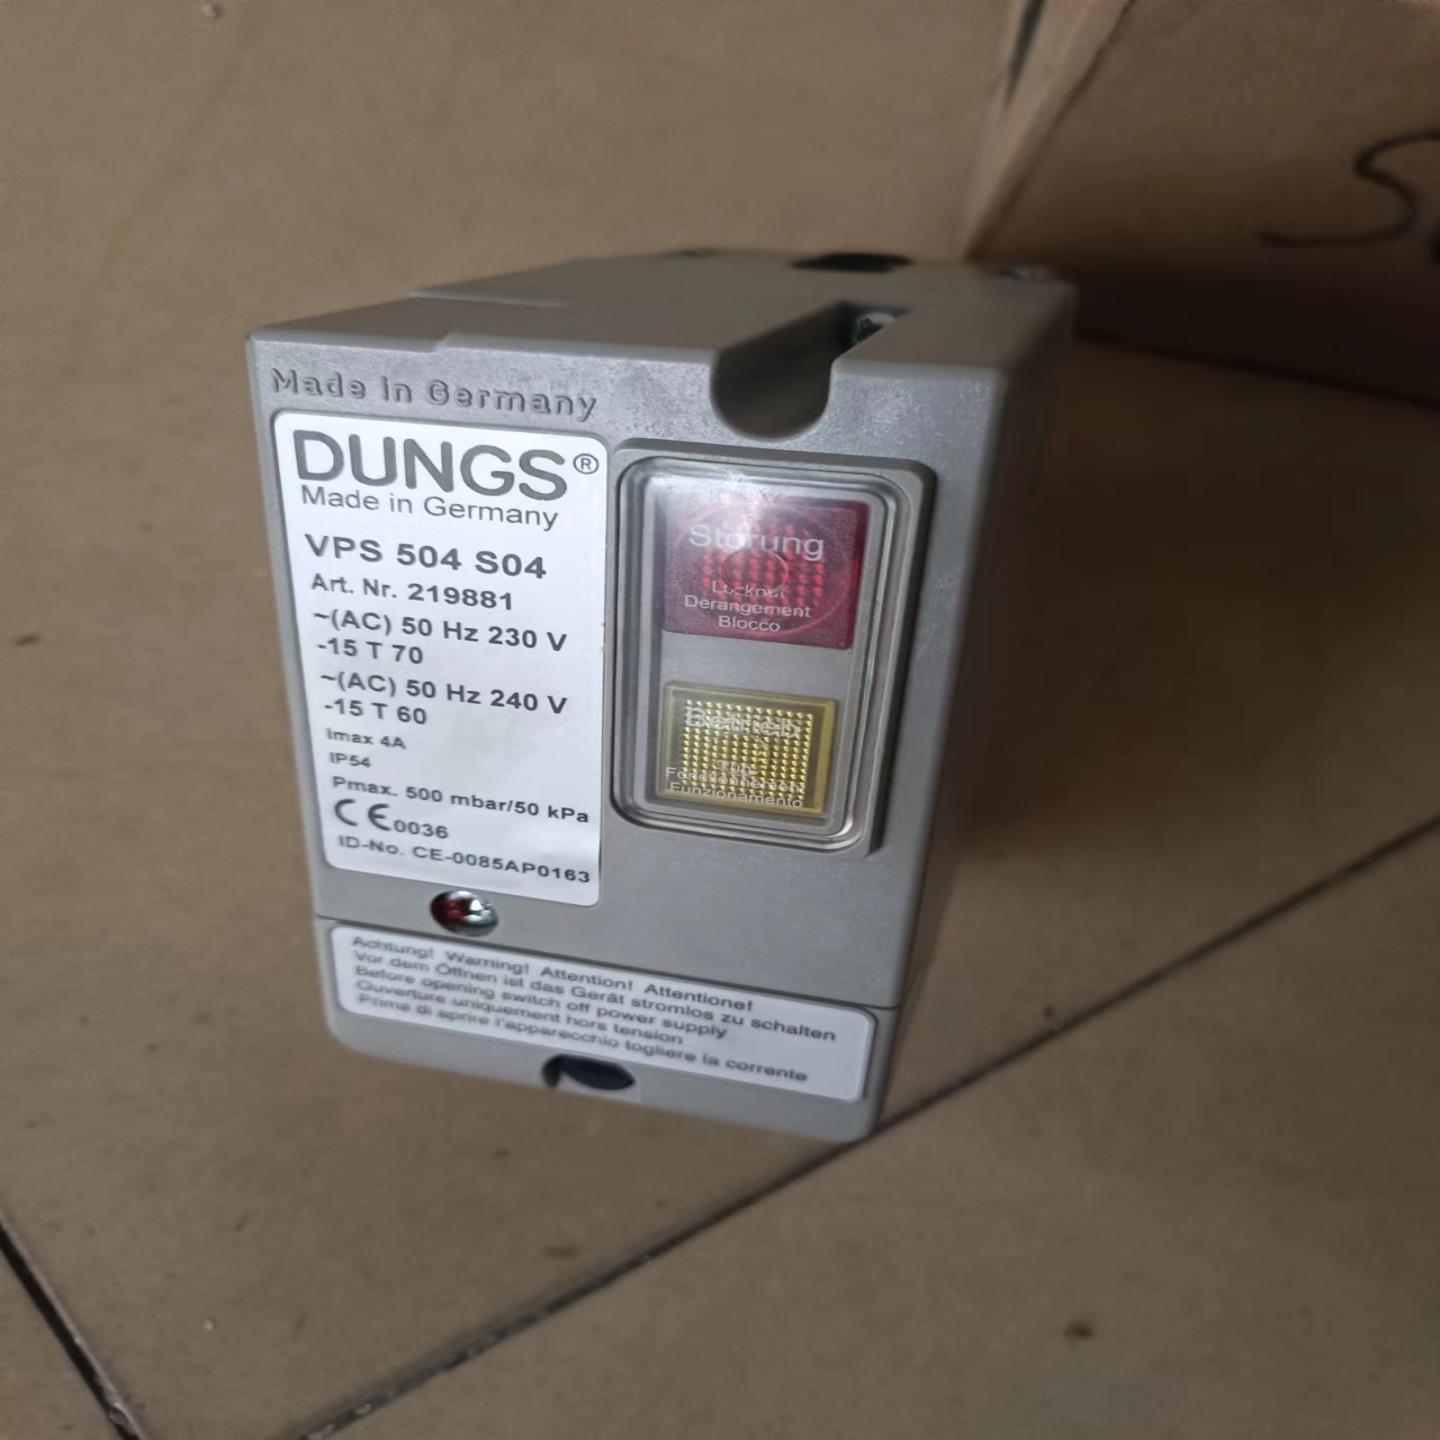 Made in Germany
DUNGS®
Made in Germany
VPS 504 S04
Art. Nr. 219881
~(AC) 50 Hz 230 V
-15 T 70
~(AC) 50 Hz 240 V
-15 T 60
Imax 4A
IP54
Pmax. 500 mbar/50 kPa
CE0036
ID-No. CE-0085AP0163
Störung
Lockout
Derangement
Blocco
Betrieb
Fonctionnement
Funzionamento
Achtung! Warning! Attention! Attentione!
Vor dem Öffnen ist das Gerät stromlos zu schalten
Before opening switch off power supply
Ouverture uniquement hors tension
Prima di aprire l'apparecchio togliere la corrente